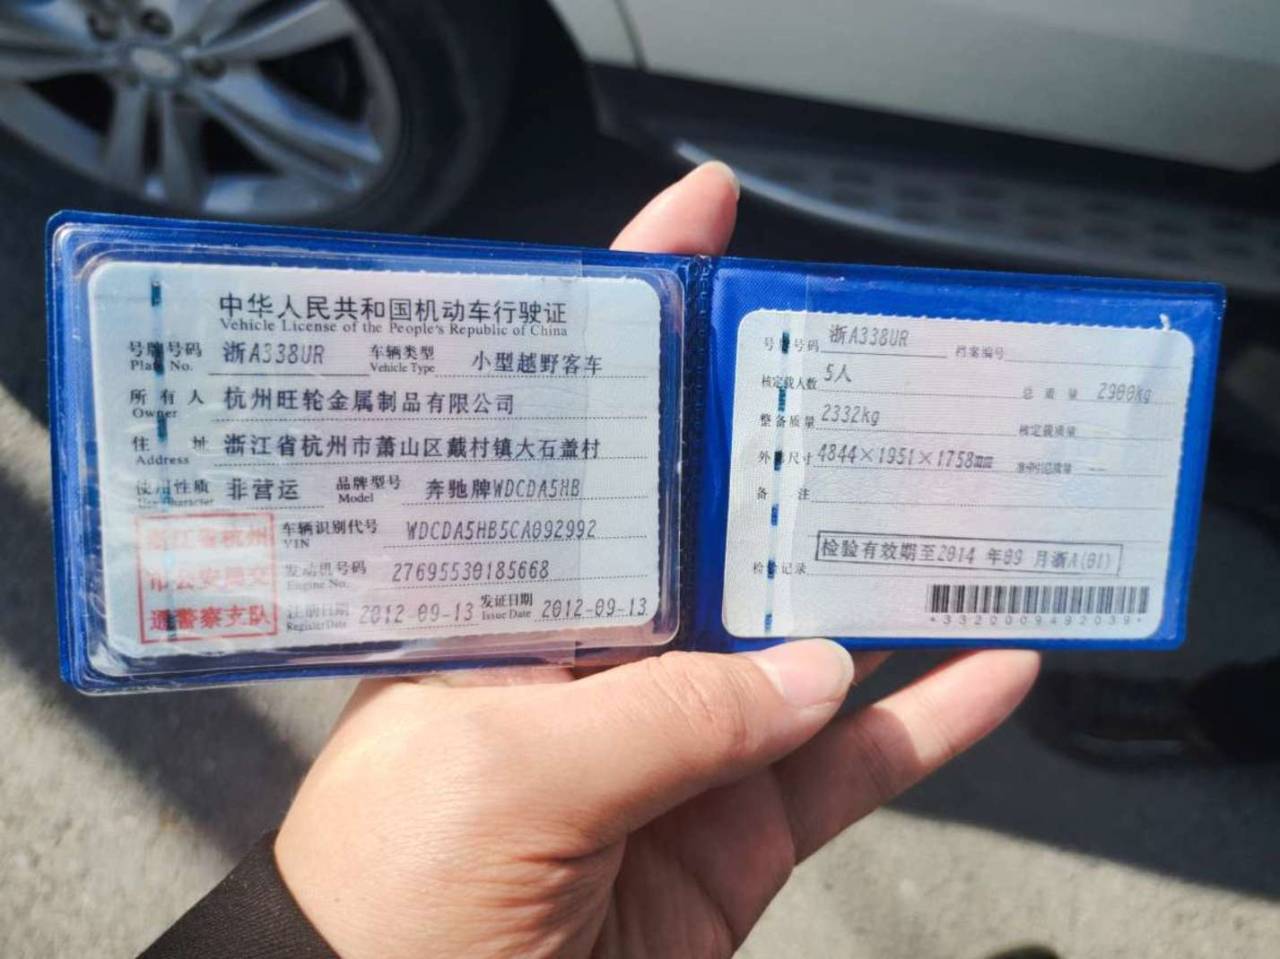 中华人民共和国机动车行驶证
Vehicle License of the People's Republic of China
号牌号码 浙A338UR 车辆类型 小型越野客车
Plate No. Vehicle Type
所有人 杭州旺轮金属制品有限公司
Owner
住址 浙江省杭州市萧山区戴村镇大石盖村
Address
使用性质 非营运 品牌型号 奔驰牌WDCDA5HB
Use Character Model
车辆识别代号 WDCDA5HB5CA092992
VIN
发动机号码 27695530185668
Engine No.
注册日期 2012-09-13 发证日期 2012-09-13
Register Date Issue Date
浙江省杭州
市公安局交
通警察支队
号牌号码 浙A338UR 档案编号
核定载人数 5人 总质量 2900kg
整备质量 2332kg 核定载质量
外廓尺寸 4844×1951×1758mm 准牵引总质量 --
备注
检验有效期至2014 年09 月浙A(01)
检验记录
*3320009492039*